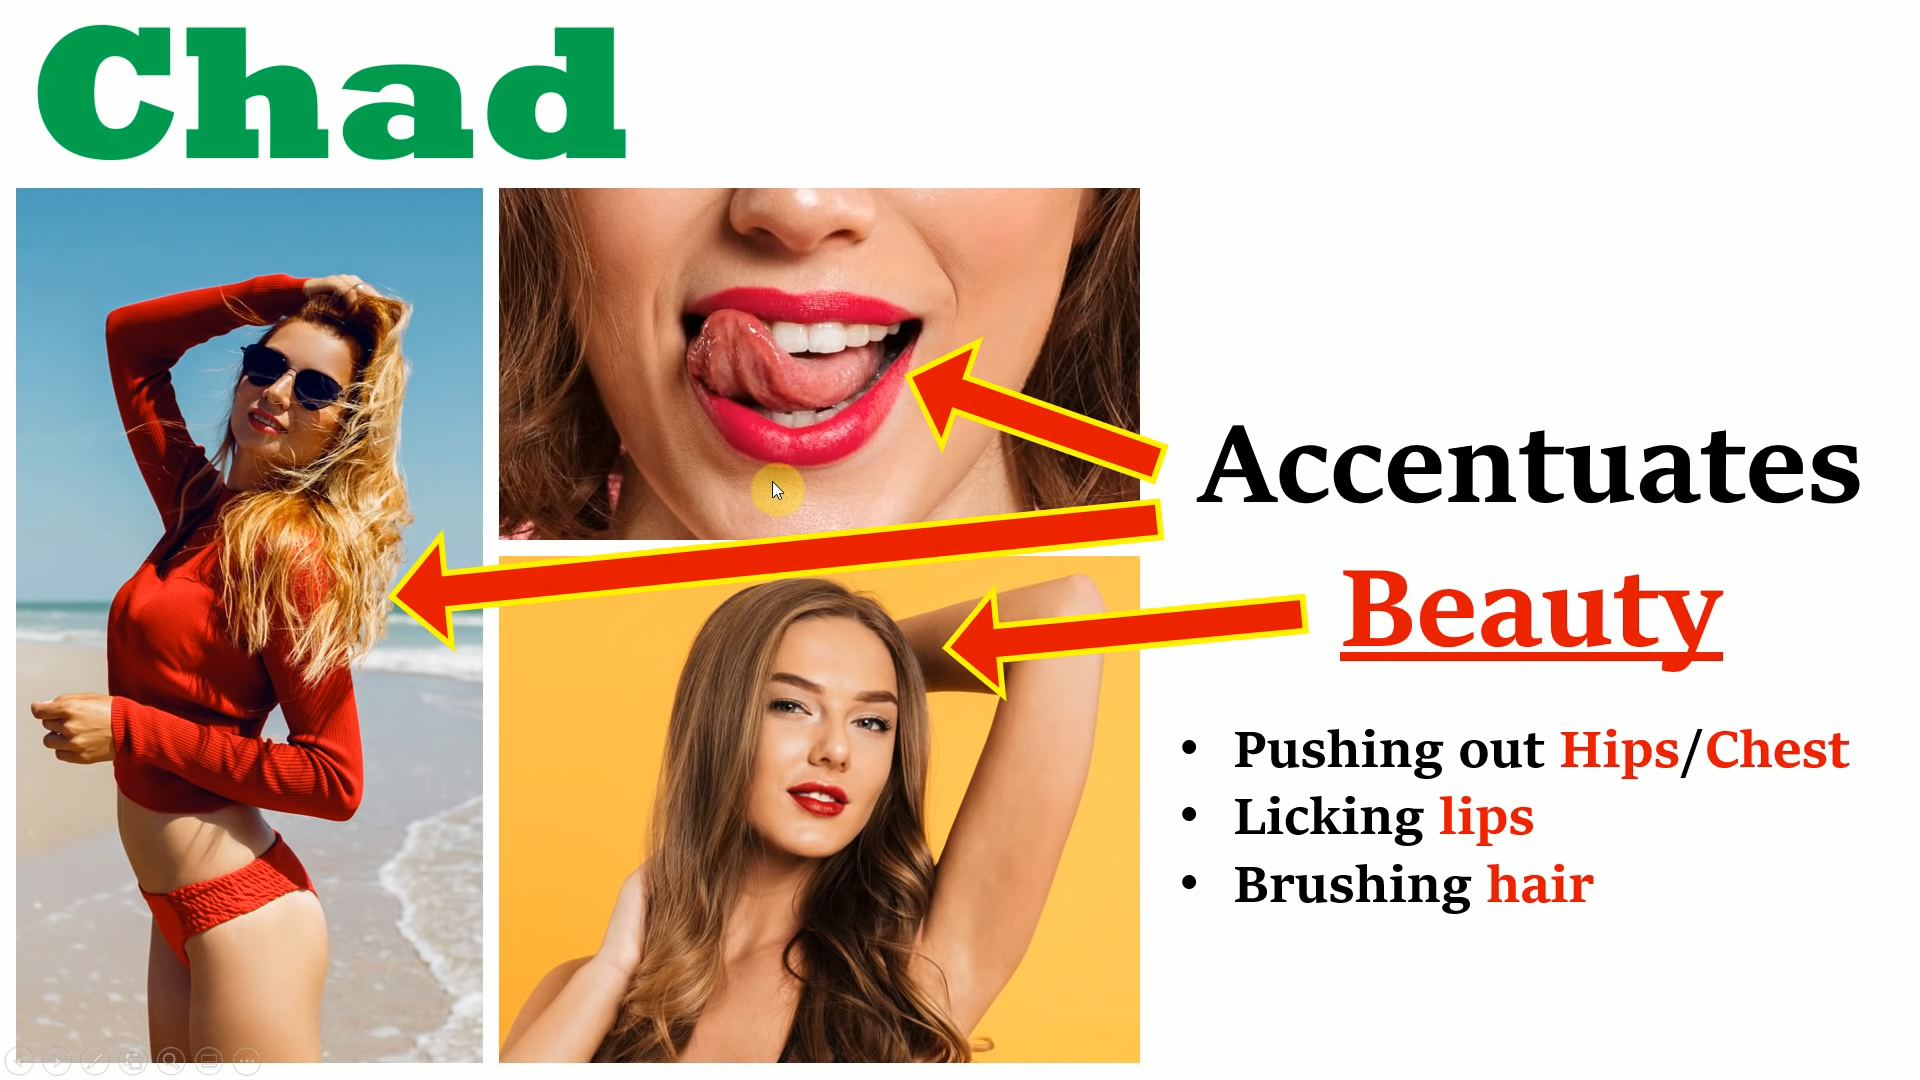 Chad
Accentuates
Beauty
• Pushing out Hips/Chest
• Licking lips
• Brushing hair